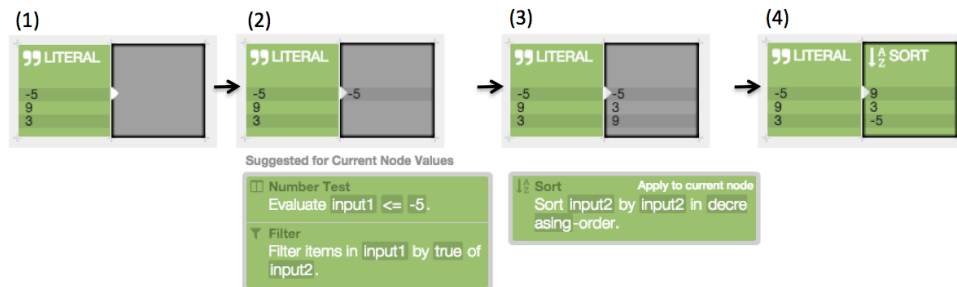 (1)
(2)
(3)
(4)
LITERAL
-5
9
3
LITERAL
-5
9
3
-5
LITERAL
-5
9
3
-5
3
9
LITERAL
-5
9
3
SORT
9
3
-5
Suggested for Current Node Values
Number Test
Evaluate input1 <= -5.
Filter
Filter items in input1 by true of
input2.
Sort Apply to current node
Sort input2 by input2 in decre
asing-order.